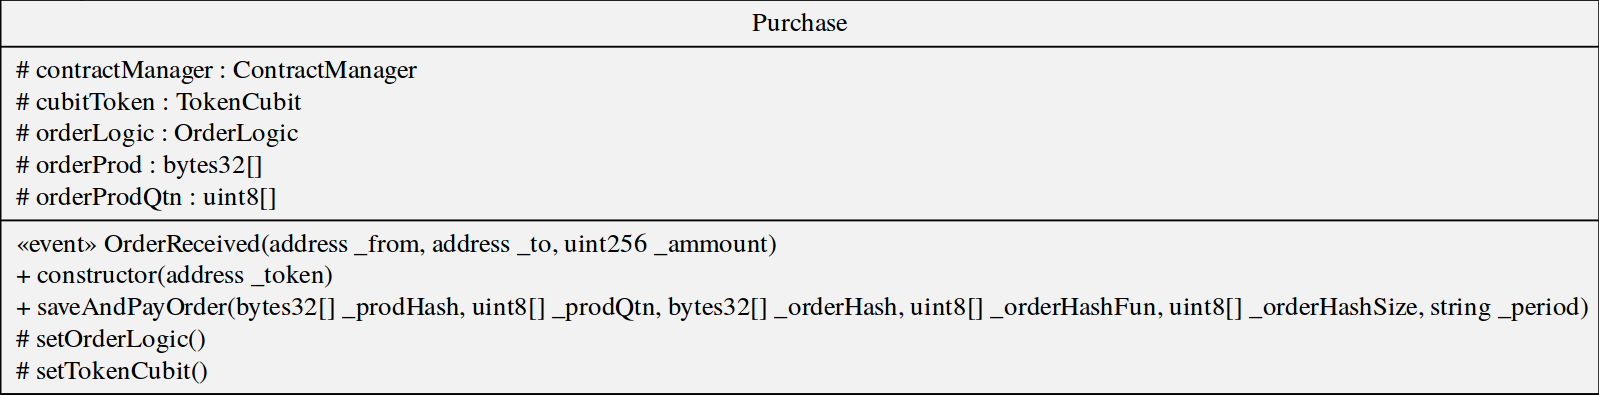 Purchase
# contractManager : ContractManager
# cubitToken : TokenCubit
# orderLogic : OrderLogic
# orderProd : bytes32[]
# orderProdQtn : uint8[]
«event» OrderReceived(address _from, address _to, uint256 _ammount)
+ constructor(address _token)
+ saveAndPayOrder(bytes32[] _prodHash, uint8[] _prodQtn, bytes32[] _orderHash, uint8[] _orderHashFun, uint8[] _orderHashSize, string _period)
# setOrderLogic()
# setTokenCubit()